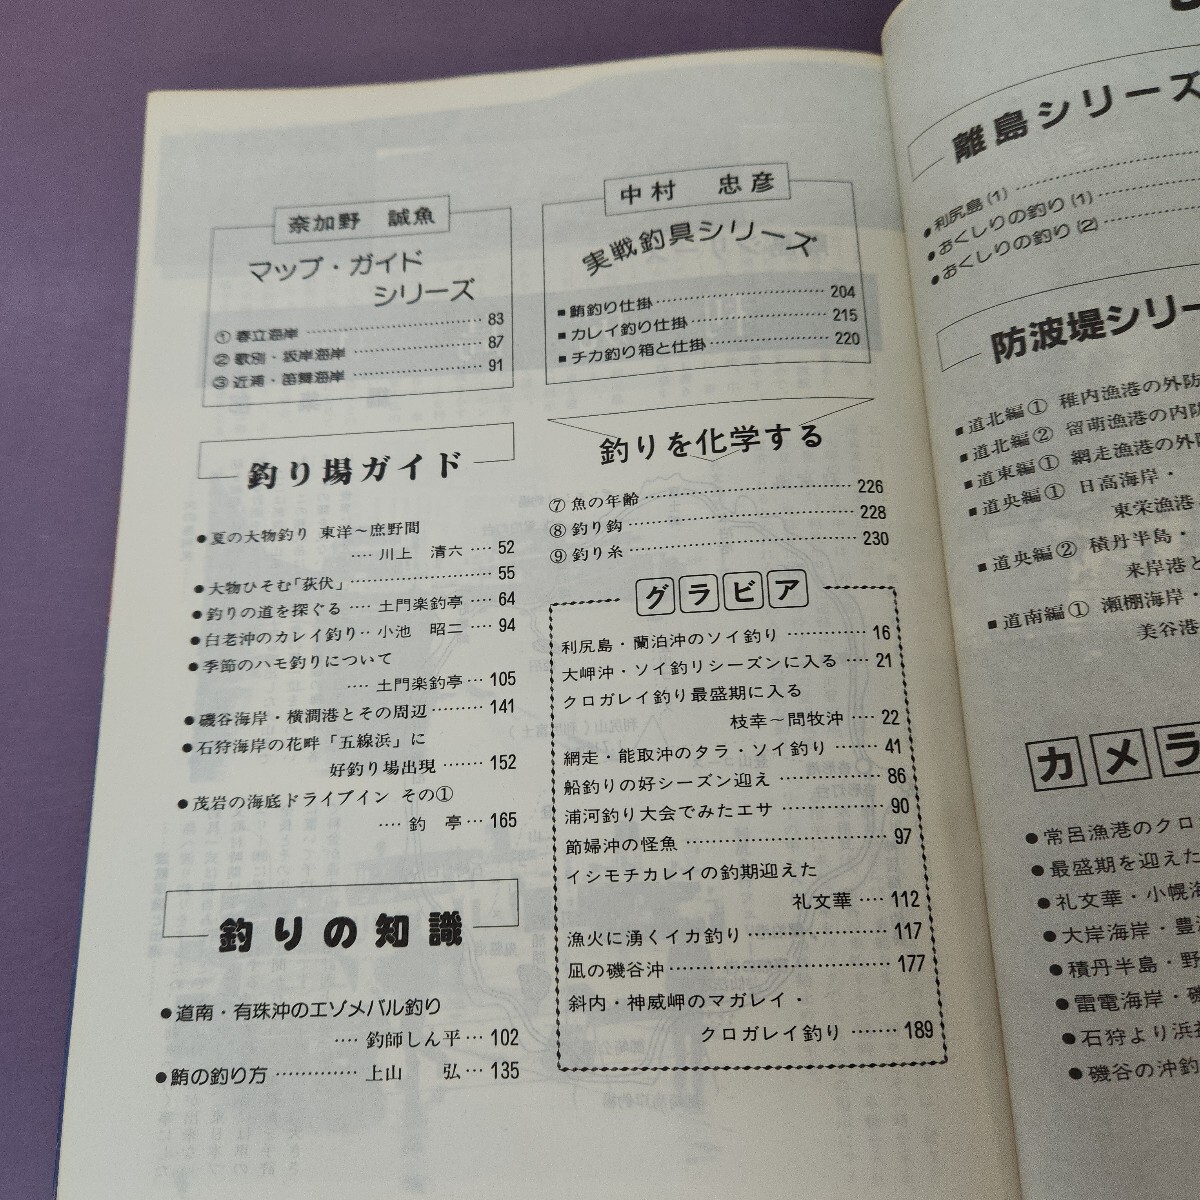 奈加野 誠魚
マップ・ガイド
シリーズ
① 春立海岸 …… 83
② 歌別・坂岸海岸 …… 87
③ 近浦・苫舞海岸 …… 91
釣り場ガイド
● 夏の大物釣り 東洋〜庶野間
…… 川上 清六 …… 52
● 大物ひそむ「荻伏」…… 55
● 釣りの道を探ぐる …… 土門楽釣亭 …… 64
● 白老沖のカレイ釣り‥ 小池 昭二 …… 94
● 季節のハモ釣りについて
…… 土門楽釣亭 … 105
● 磯谷海岸・横澗港とその周辺 …… 141
● 石狩海岸の花畔「五線浜」に
好釣り場出現 …… 152
● 茂岩の海底ドライブイン その①
…… 釣 亭 … 165
釣りの知識
● 道南・有珠沖のエゾメバル釣り
…… 釣師しん平 … 102
● 鮪の釣り方 …… 上山 弘 … 135
中村 忠彦
実戦釣具シリーズ
■ 鮪釣り仕掛 …… 204
■ カレイ釣り仕掛 …… 215
■ チカ釣り箱と仕掛 …… 220
釣りを化学する
⑦ 魚の年齢 …… 226
⑧ 釣り鈎 …… 228
⑨ 釣り糸 …… 230
グラビア
利尻島・蘭泊沖のソイ釣り …… 16
大岬沖・ソイ釣リシーズンに入る …… 21
クロガレイ釣り最盛期に入る
枝幸〜問牧沖 …… 22
網走・能取沖のタラ・ソイ釣り …… 41
船釣りの好シーズン迎え …… 86
浦河釣り大会でみたエサ …… 90
節婦沖の怪魚 …… 97
イシモチカレイの釣期迎えた
礼文華 …… 112
漁火に湧くイカ釣り …… 117
凪の磯谷沖 …… 177
斜内・神威岬のマガレイ・
クロガレイ釣り …… 189
離島シリーズ
● 利尻島 (1) ……
● おくしりの釣り (1) ……
● おくしりの釣り (2) ……
防波堤シリー
■ 道北編① 稚内漁港の外防
■ 道北編② 留萌漁港の内防
■ 道東編① 網走漁港の外防
■ 道央編① 日高海岸・
東栄漁港
■ 道央編② 積丹半島・
来岸港と
■ 道南編① 瀬棚海岸・
美谷港
カメラ
● 常呂漁港のクロ
● 最盛期を迎えた
● 礼文華・小幌海
● 大岸海岸・豊
● 積丹半島・野
● 雷電海岸・磯
● 石狩より浜益
● 磯谷の沖釣